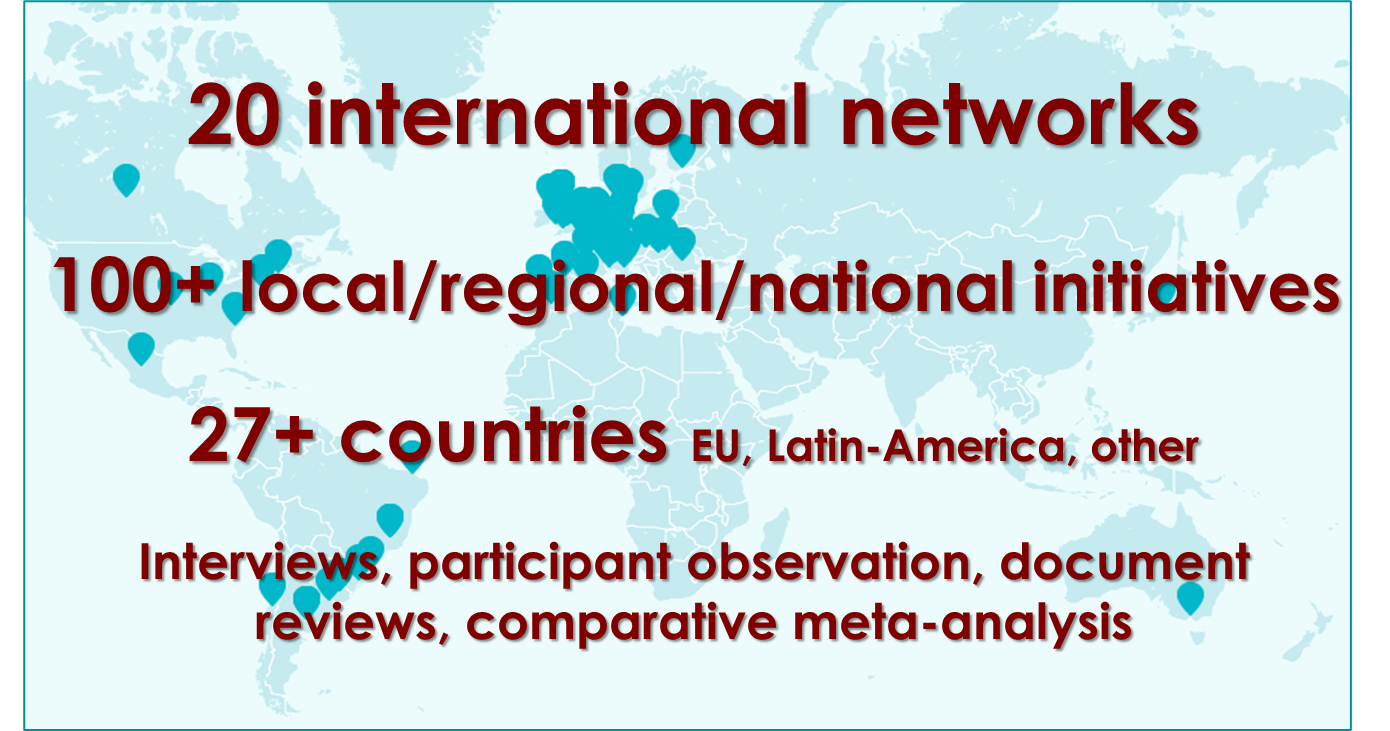 20 international networks
100+ local/regional/national initiatives
27+ countries EU, Latin-America, other
Interviews, participant observation, document
reviews, comparative meta-analysis